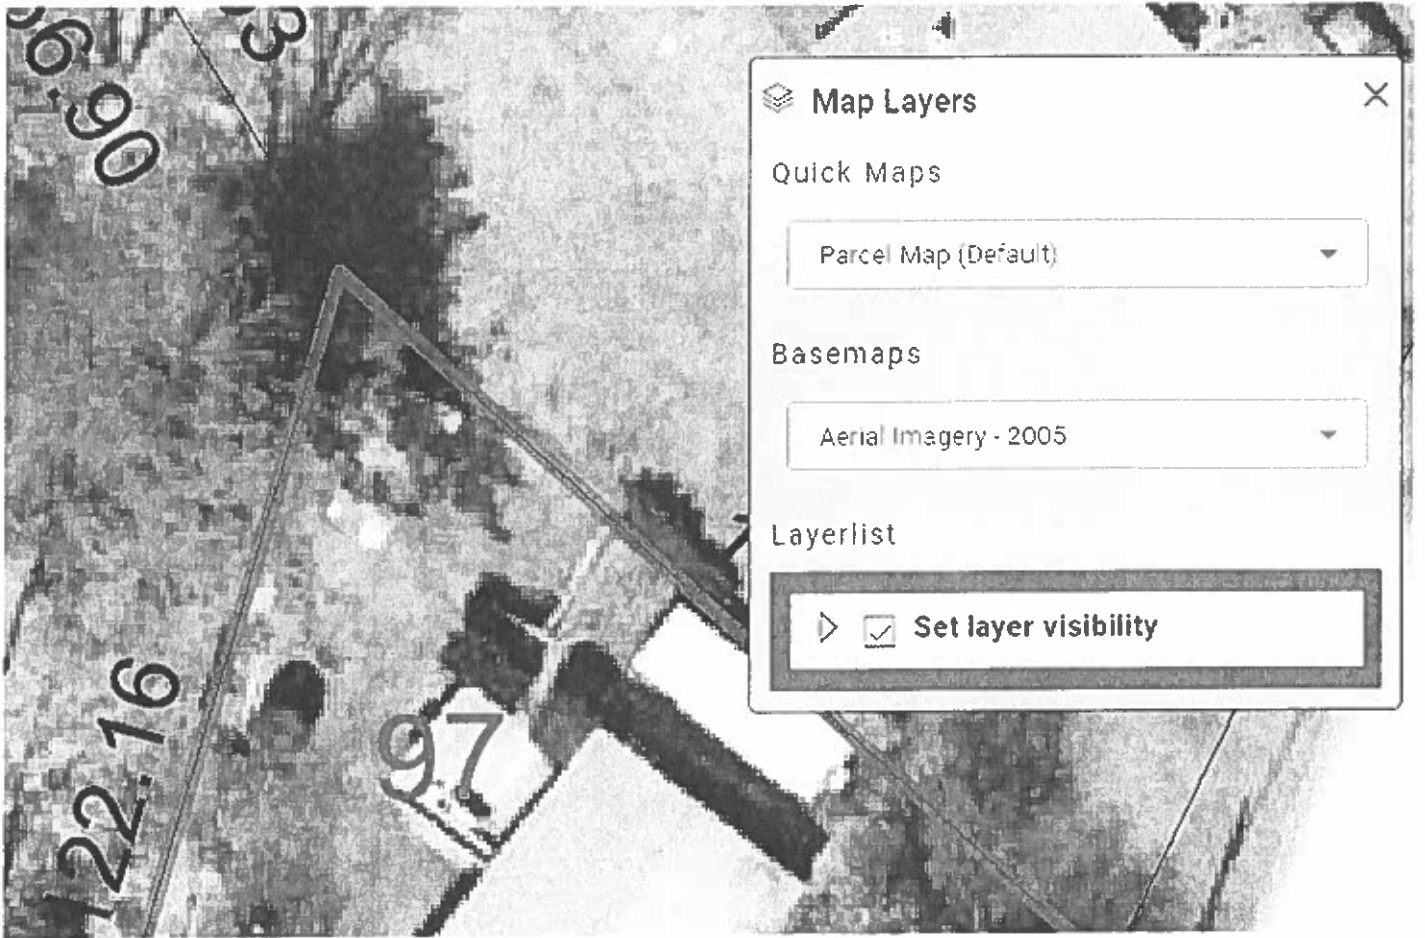 90
Map Layers
Quick Maps
Parcel Map (Default)
Basemaps
Aerial Imagery - 2005
Layerlist
Set layer visibility
97
122.16